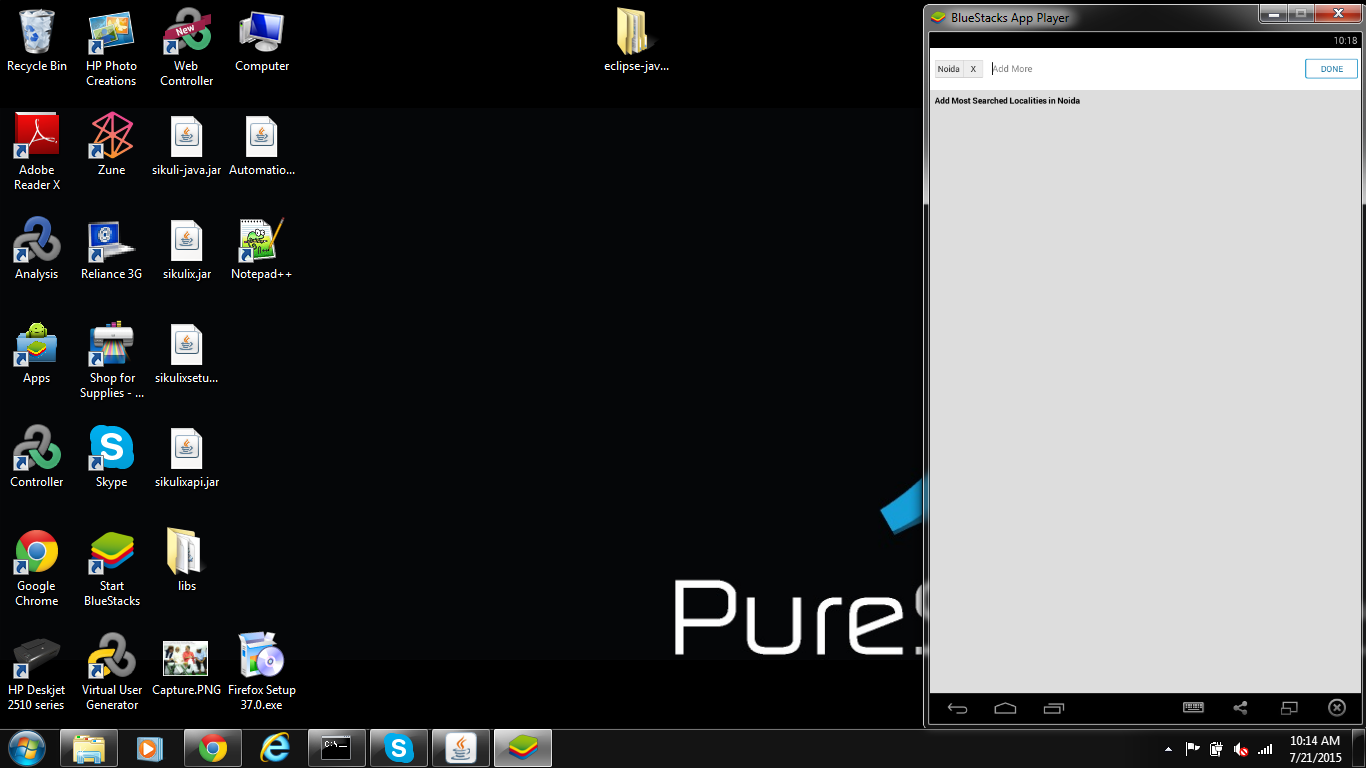 Recycle Bin
HP Photo
Creations
New
Web
Controller
Computer
eclipse-jav...
Adobe
Reader X
Zune
sikuli-java.jar
Automatio...
Analysis
Reliance 3G
sikulix.jar
Notepad++
Apps
Shop for
Supplies - ...
sikulixsetu...
Controller
Skype
sikulixapi.jar
Google
Chrome
Start
BlueStacks
libs
HP Deskjet
2510 series
Virtual User
Generator
Capture.PNG
Firefox Setup
37.0.exe
Pure
BlueStacks App Player
10:18
Noida X Add More DONE
Add Most Searched Localities in Noida
C:\.
10:14 AM
7/21/2015